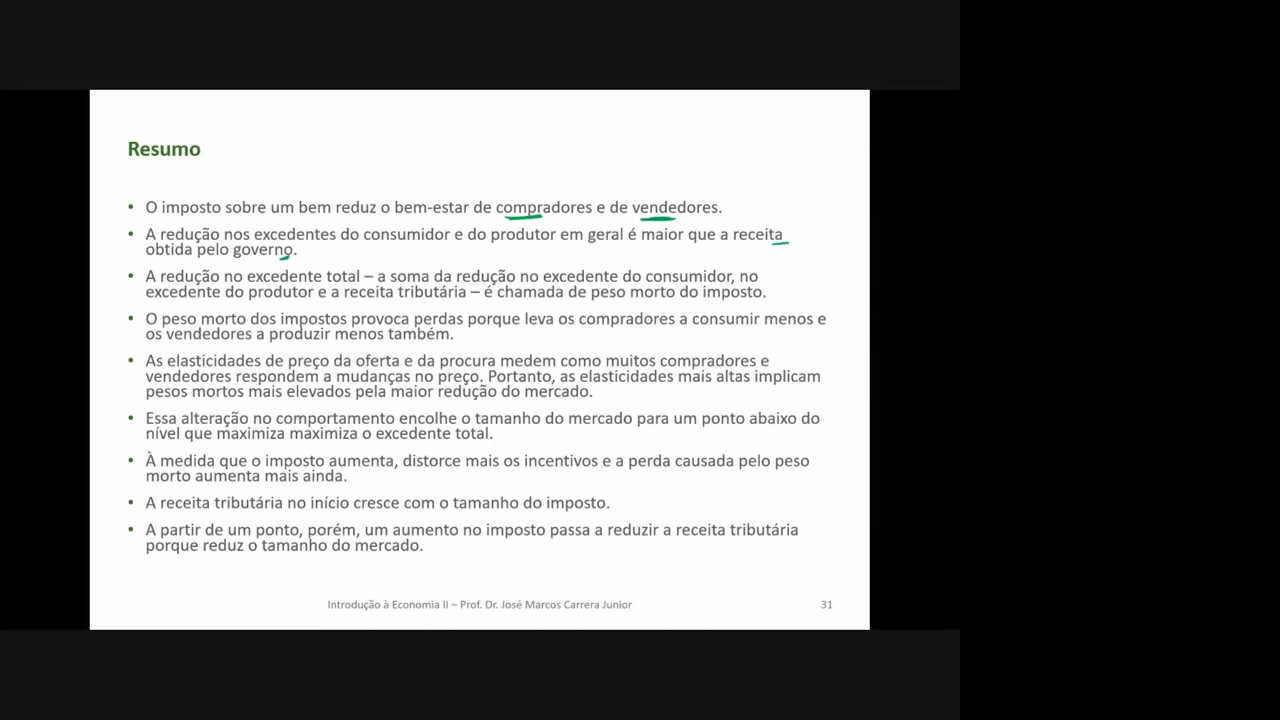 Resumo
• O imposto sobre um bem reduz o bem-estar de compradores e de vendedores.
• A redução nos excedentes do consumidor e do produtor em geral é maior que a receita
obtida pelo governo.
• A redução no excedente total – a soma da redução no excedente do consumidor, no
excedente do produtor e a receita tributária – é chamada de peso morto do imposto.
• O peso morto dos impostos provoca perdas porque leva os compradores a consumir menos e
os vendedores a produzir menos também.
• As elasticidades de preço da oferta e da procura medem como muitos compradores e
vendedores respondem a mudanças no preço. Portanto, as elasticidades mais altas implicam
pesos mortos mais elevados pela maior redução do mercado.
• Essa alteração no comportamento encolhe o tamanho do mercado para um ponto abaixo do
nível que maximiza maximiza o excedente total.
• À medida que o imposto aumenta, distorce mais os incentivos e a perda causada pelo peso
morto aumenta mais ainda.
• A receita tributária no início cresce com o tamanho do imposto.
• A partir de um ponto, porém, um aumento no imposto passa a reduzir a receita tributária
porque reduz o tamanho do mercado.
Introdução à Economia II – Prof. Dr. José Marcos Carrera Junior 31